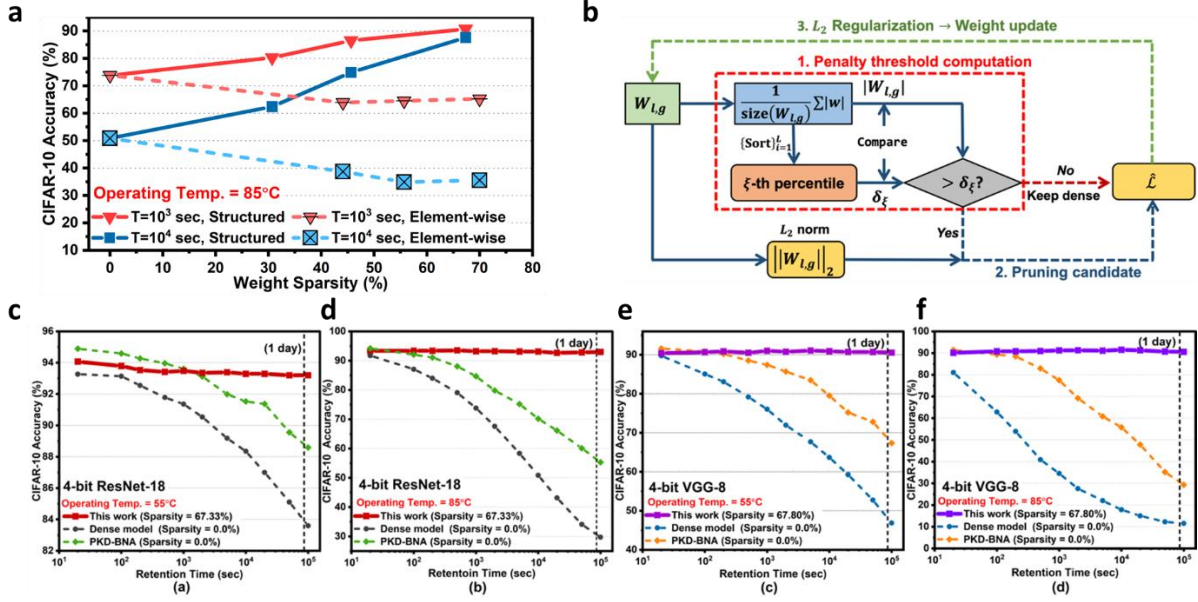 a
CIFAR-10 Accuracy (%)
90
80
70
60
50
40
30
20
10
Operating Temp. = 85°C
T=10³ sec, Structured
T=10³ sec, Element-wise
T=10⁴ sec, Structured
T=10⁴ sec, Element-wise
0 10 20 30 40 50 60 70 80
Weight Sparsity (%)
b
3. L₂ Regularization → Weight update
1. Penalty threshold computation
W_{l,g}
1/size(W_{l,g}) Σ|w|
|W_{l,g}|
{Sort}ᴸᵢ₌₁
Compare
ξ-th percentile
δ_ξ
> δ_ξ?
No
Keep dense
ℒ̂
L₂ norm
Yes
||W_{l,g}||₂
2. Pruning candidate
c
CIFAR-10 Accuracy (%)
96
94
92
90
88
86
84
82
(1 day)
4-bit ResNet-18
Operating Temp. = 55°C
This work (Sparsity = 67.33%)
Dense model (Sparsity = 0.0%)
PKD-BNA (Sparsity = 0.0%)
10¹ 10² 10³ 10⁴ 10⁵
Retention Time (sec)
(a)
d
CIFAR-10 Accuracy (%)
100
90
80
70
60
50
40
30
(1 day)
4-bit ResNet-18
Operating Temp. = 85°C
This work (Sparsity = 67.33%)
Dense model (Sparsity = 0.0%)
PKD-BNA (Sparsity = 0.0%)
10¹ 10² 10³ 10⁴ 10⁵
Retentoin Time (sec)
(b)
e
CIFAR-10 Accuracy (%)
90
80
70
60
50
40
(1 day)
4-bit VGG-8
Operating Temp. = 55°C
This work (Sparsity = 67.80%)
Dense model (Sparsity = 0.0%)
PKD-BNA (Sparsity = 0.0%)
10¹ 10² 10³ 10⁴ 10⁵
Retention Time (sec)
(c)
f
CIFAR-10 Accuracy (%)
100
90
80
70
60
50
40
30
20
10
0
(1 day)
4-bit VGG-8
Operating Temp. = 85°C
This work (Sparsity = 67.80%)
Dense model (Sparsity = 0.0%)
PKD-BNA (Sparsity = 0.0%)
10¹ 10² 10³ 10⁴ 10⁵
Retention Time (sec)
(d)